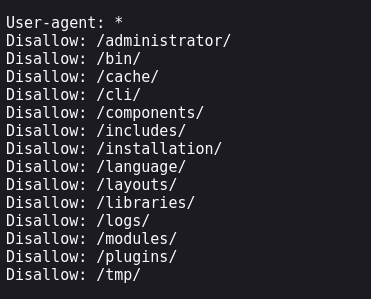 User-agent: *
Disallow: /administrator/
Disallow: /bin/
Disallow: /cache/
Disallow: /cli/
Disallow: /components/
Disallow: /includes/
Disallow: /installation/
Disallow: /language/
Disallow: /layouts/
Disallow: /libraries/
Disallow: /logs/
Disallow: /modules/
Disallow: /plugins/
Disallow: /tmp/